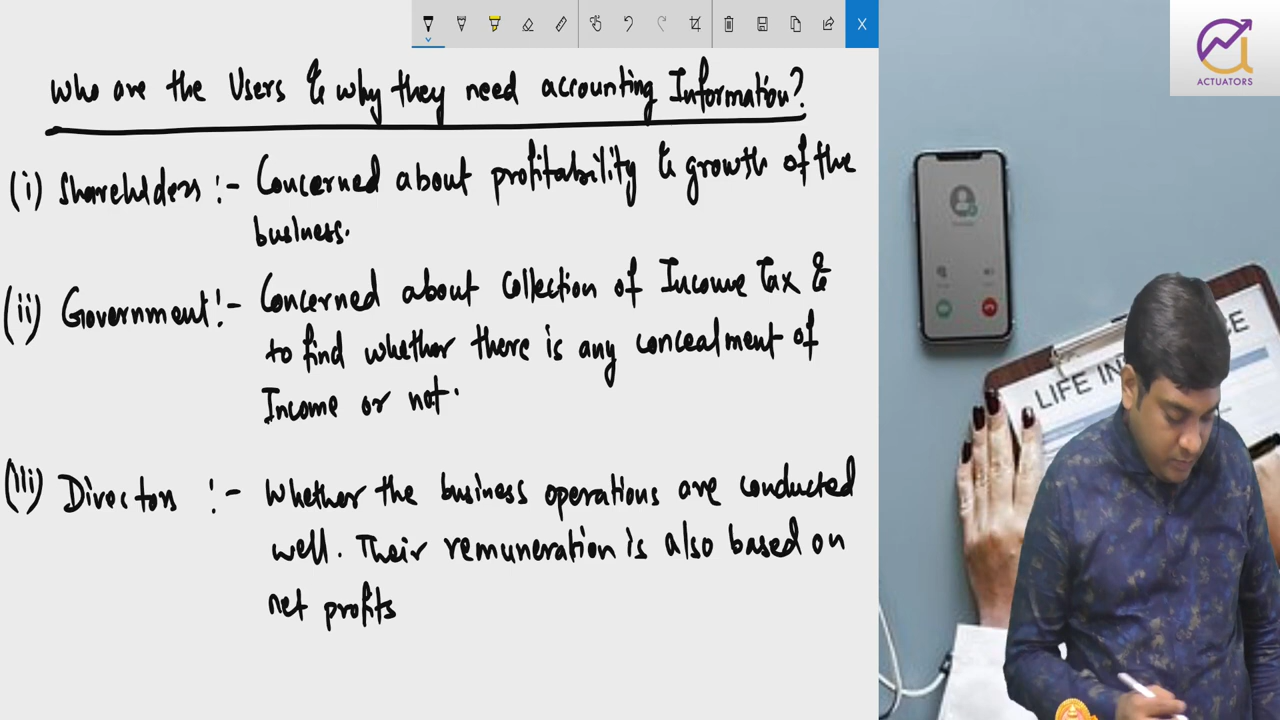 ACTUATORS
Who are the Users & why they need accounting Information?
(i) Shareholders :- Concerned about profitability & growth of the
business.
(ii) Government :- Concerned about Collection of Income Tax &
to find whether there is any concealment of
Income or not.
(iii) Directors :- Whether the business operations are conducted
well. Their remuneration is also based on
net profits
LIFE IN
CE